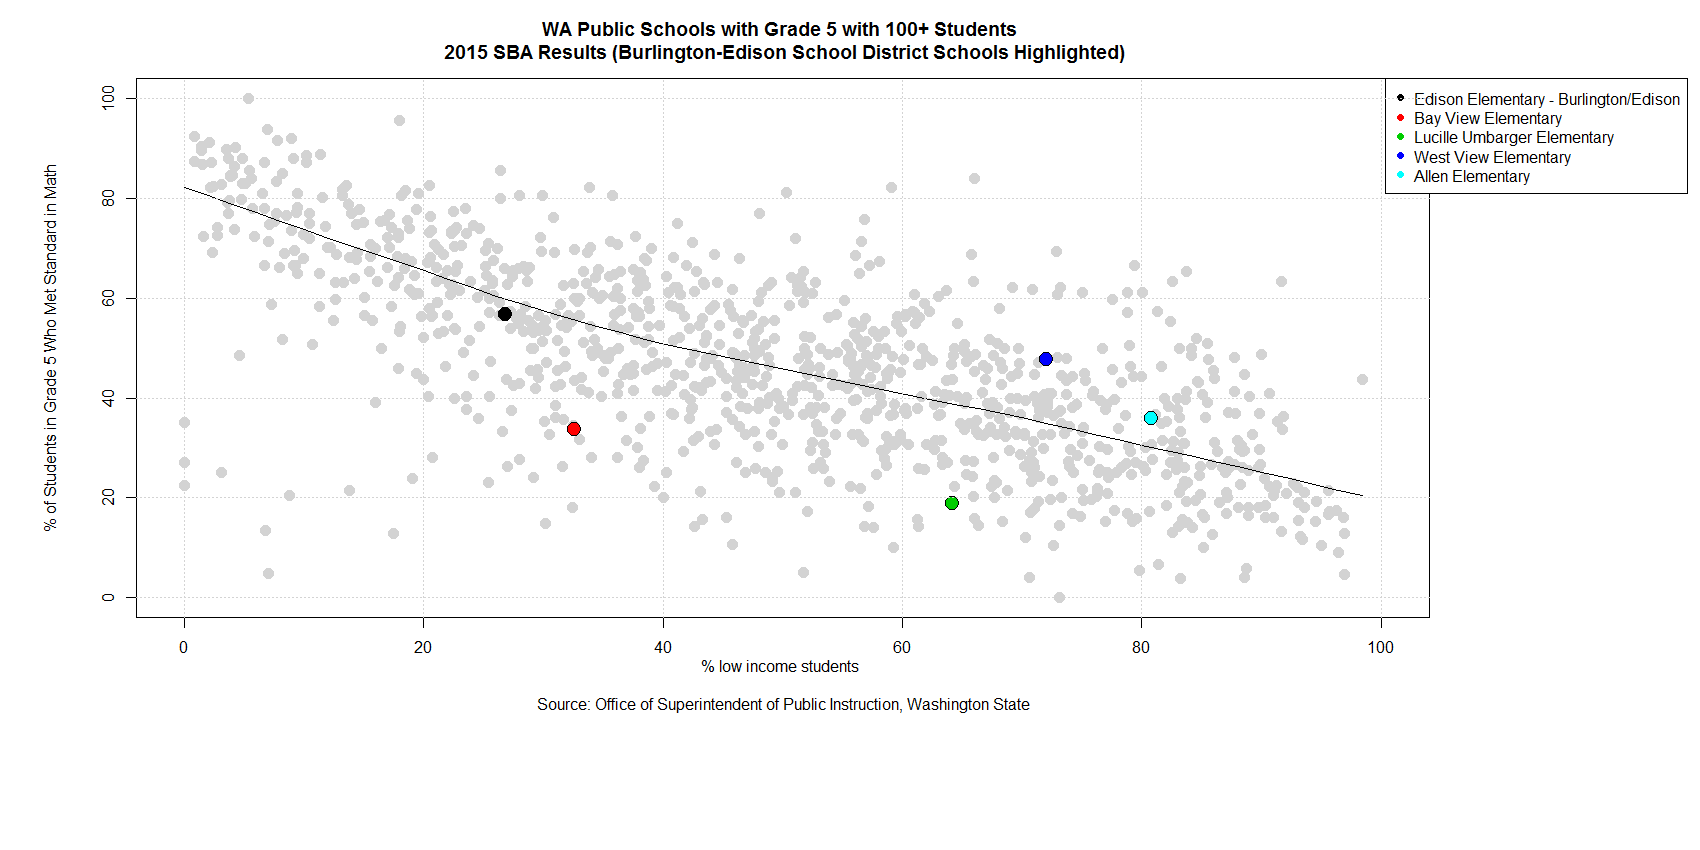 WA Public Schools with Grade 5 with 100+ Students
2015 SBA Results (Burlington-Edison School District Schools Highlighted)
Edison Elementary - Burlington/Edison
Bay View Elementary
Lucille Umbarger Elementary
West View Elementary
Allen Elementary
% of Students in Grade 5 Who Met Standard in Math
100
80
60
40
20
0
0 20 40 60 80 100
% low income students
Source: Office of Superintendent of Public Instruction, Washington State